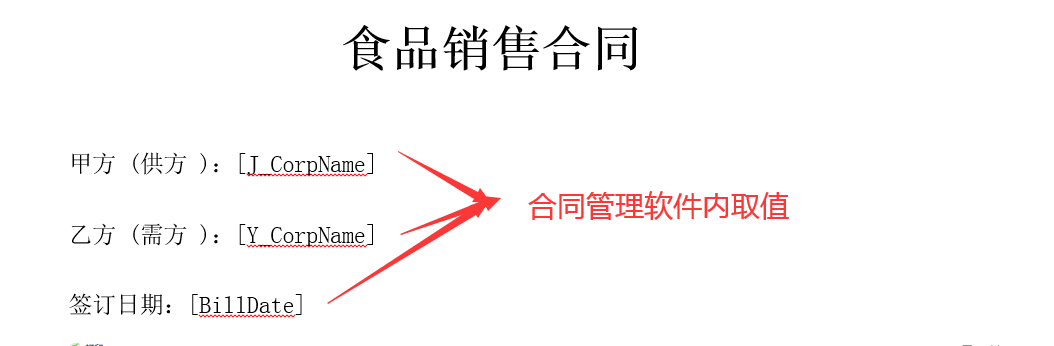 食品销售合同
甲方 (供方 )：[J_CorpName]
合同管理软件内取值
乙方 (需方 )：[Y_CorpName]
签订日期：[BillDate]